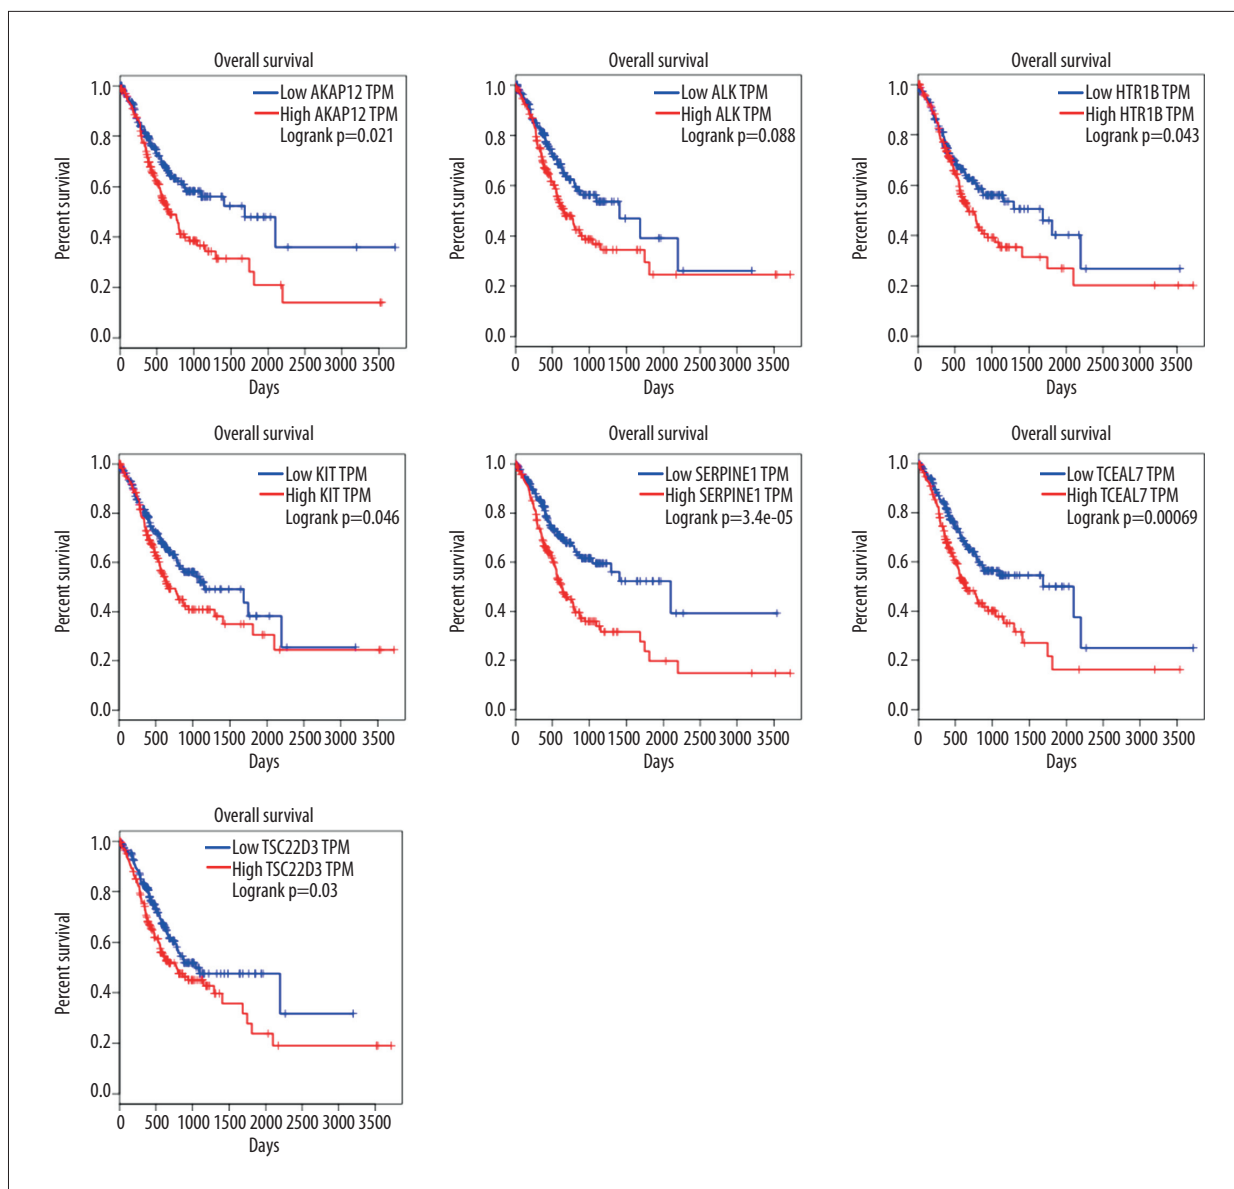 Overall survival
Percent survival
1.0
0.8
0.6
0.4
0.2
0.0
Low AKAP12 TPM
High AKAP12 TPM
Logrank p=0.021
0 500 1000 1500 2000 2500 3000 3500
Days
Overall survival
Percent survival
1.0
0.8
0.6
0.4
0.2
0.0
Low ALK TPM
High ALK TPM
Logrank p=0.088
0 500 1000 1500 2000 2500 3000 3500
Days
Overall survival
Percent survival
1.0
0.8
0.6
0.4
0.2
0.0
Low HTR1B TPM
High HTR1B TPM
Logrank p=0.043
0 500 1000 1500 2000 2500 3000 3500
Days
Overall survival
Percent survival
1.0
0.8
0.6
0.4
0.2
0.0
Low KIT TPM
High KIT TPM
Logrank p=0.046
0 500 1000 1500 2000 2500 3000 3500
Days
Overall survival
Percent survival
1.0
0.8
0.6
0.4
0.2
0.0
Low SERPINE1 TPM
High SERPINE1 TPM
Logrank p=3.4e-05
0 500 1000 1500 2000 2500 3000 3500
Days
Overall survival
Percent survival
1.0
0.8
0.6
0.4
0.2
0.0
Low TCEAL7 TPM
High TCEAL7 TPM
Logrank p=0.00069
0 500 1000 1500 2000 2500 3000 3500
Days
Overall survival
Percent survival
1.0
0.8
0.6
0.4
0.2
0.0
Low TSC22D3 TPM
High TSC22D3 TPM
Logrank p=0.03
0 500 1000 1500 2000 2500 3000 3500
Days